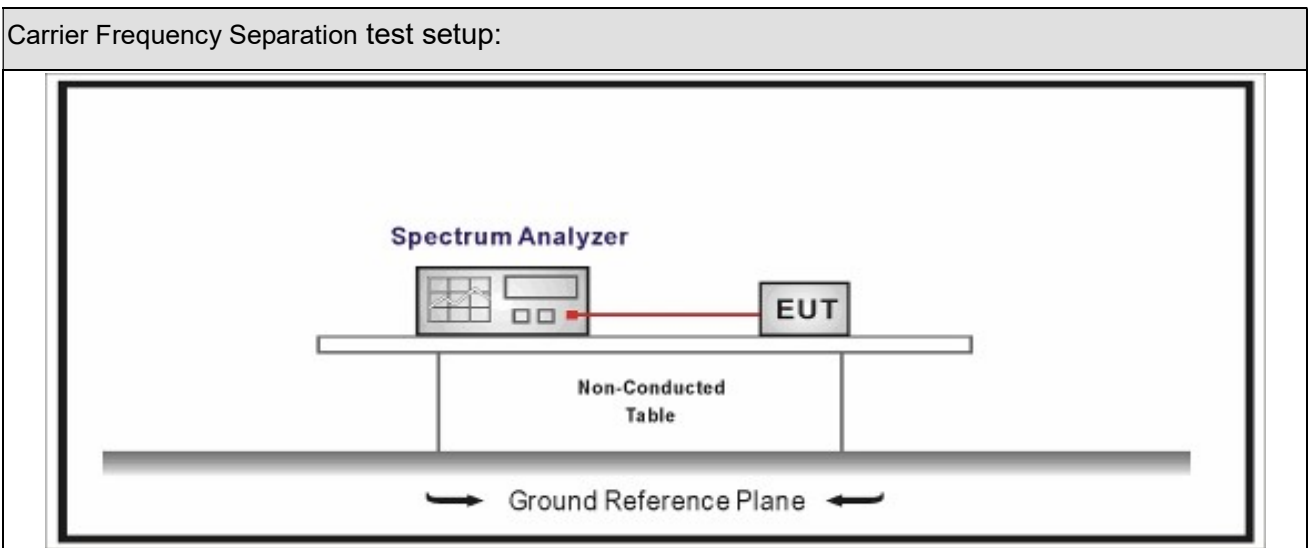 Carrier Frequency Separation test setup:
Spectrum Analyzer
EUT
Non-Conducted
Table
Ground Reference Plane